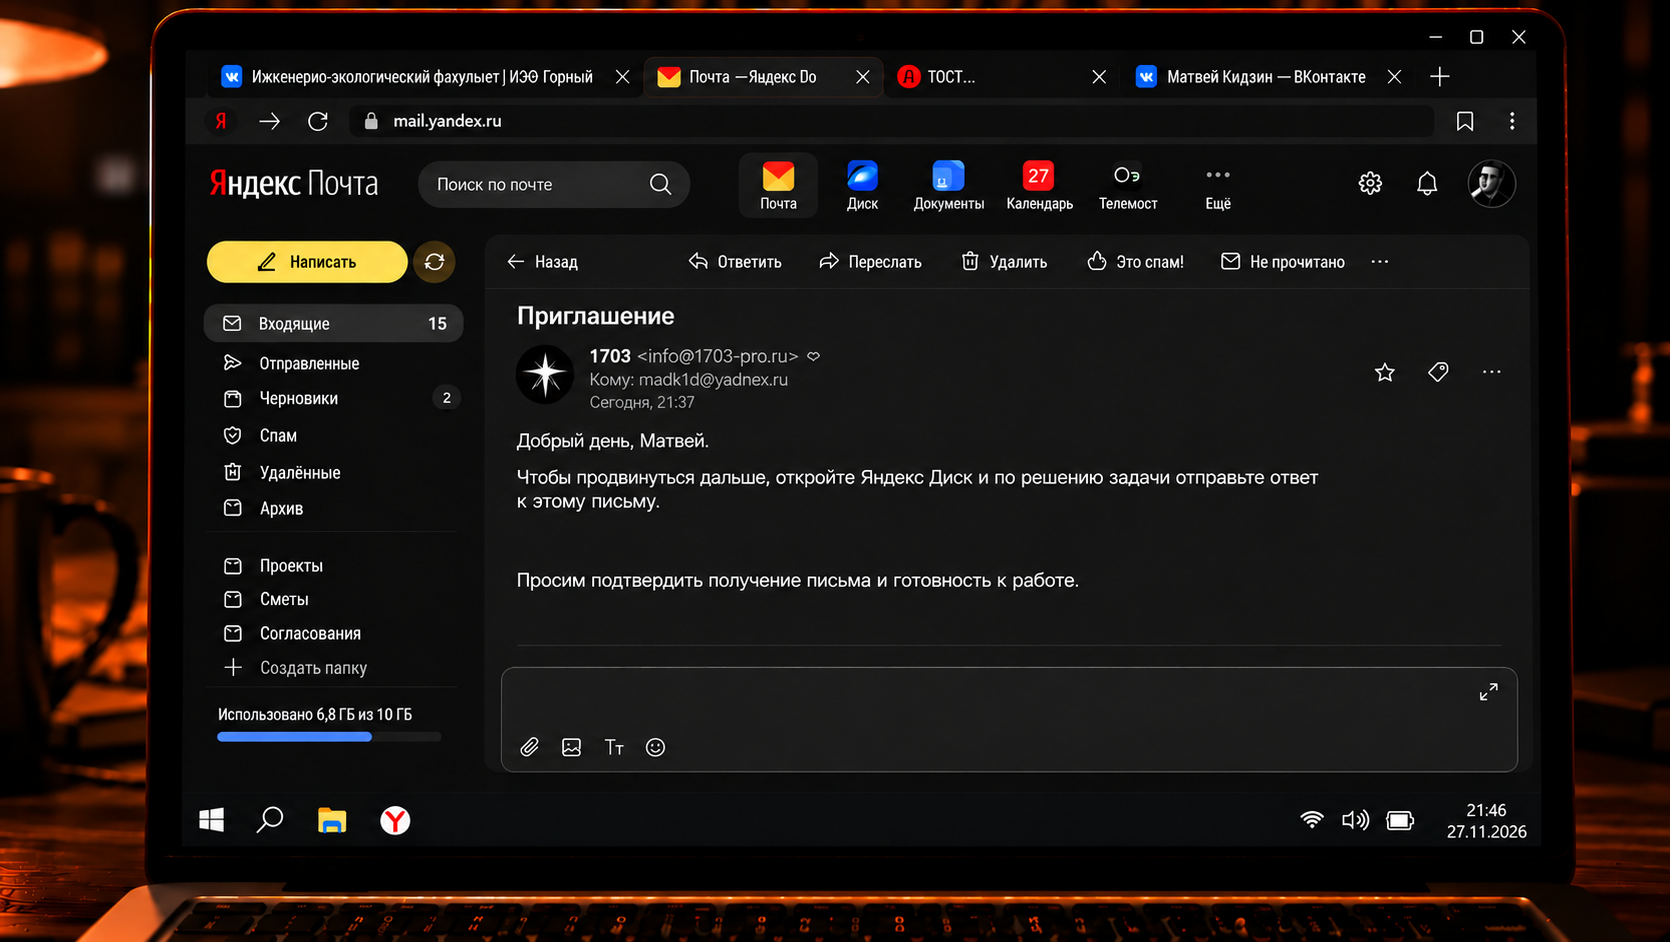 Ижкенерио-экологический фахулыет | ИЭӨ Горный
Почта —Яндекс Do
ТОСТ...
Матвей Кидзин — ВКонтакте
Я
mail.yandex.ru
Яндекс Почта
Поиск по почте
Почта
Диск
Документы
27
Календарь
Телемост
Ещё
Написать
Назад
Ответить
Переслать
Удалить
Это спам!
Не прочитано
Входящие 15
Отправленные
Черновики 2
Спам
Удалённые
Архив
Проекты
Сметы
Согласования
Создать папку
Использовано 6,8 ГБ из 10 ГБ
Приглашение
1703 <info@1703-pro.ru>
Кому: madk1d@yadnex.ru
Сегодня, 21:37
Добрый день, Матвей.
Чтобы продвинуться дальше, откройте Яндекс Диск и по решению задачи отправьте ответ
к этому письму.
Просим подтвердить получение письма и готовность к работе.
Тт
21:46
27.11.2026